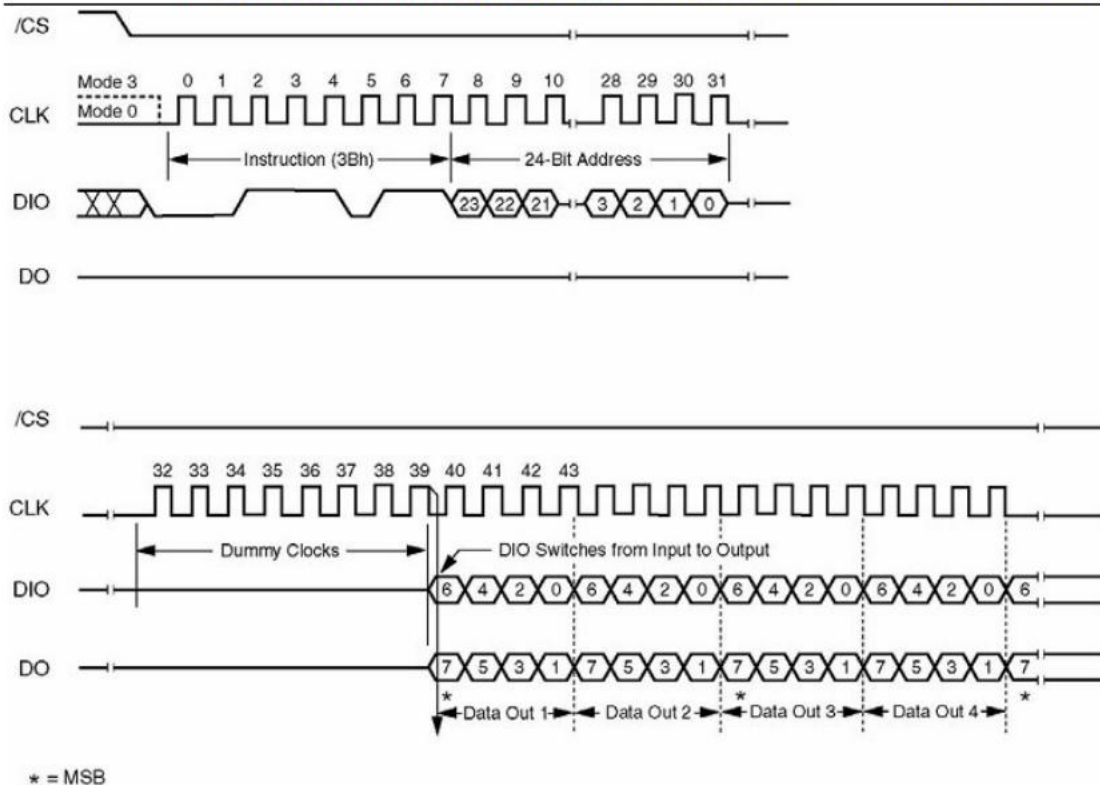 /CS
Mode 3
0 1 2 3 4 5 6 7 8 9 10 28 29 30 31
CLK
Mode 0
Instruction (3Bh) 24-Bit Address
DIO 23 22 21 3 2 1 0
DO
/CS
32 33 34 35 36 37 38 39 40 41 42 43
CLK
Dummy Clocks DIO Switches from Input to Output
DIO 6 4 2 0 6 4 2 0 6 4 2 0 6 4 2 0 6
DO 7 5 3 1 7 5 3 1 7 5 3 1 7 5 3 1 7
* * *
Data Out 1 Data Out 2 Data Out 3 Data Out 4
* = MSB